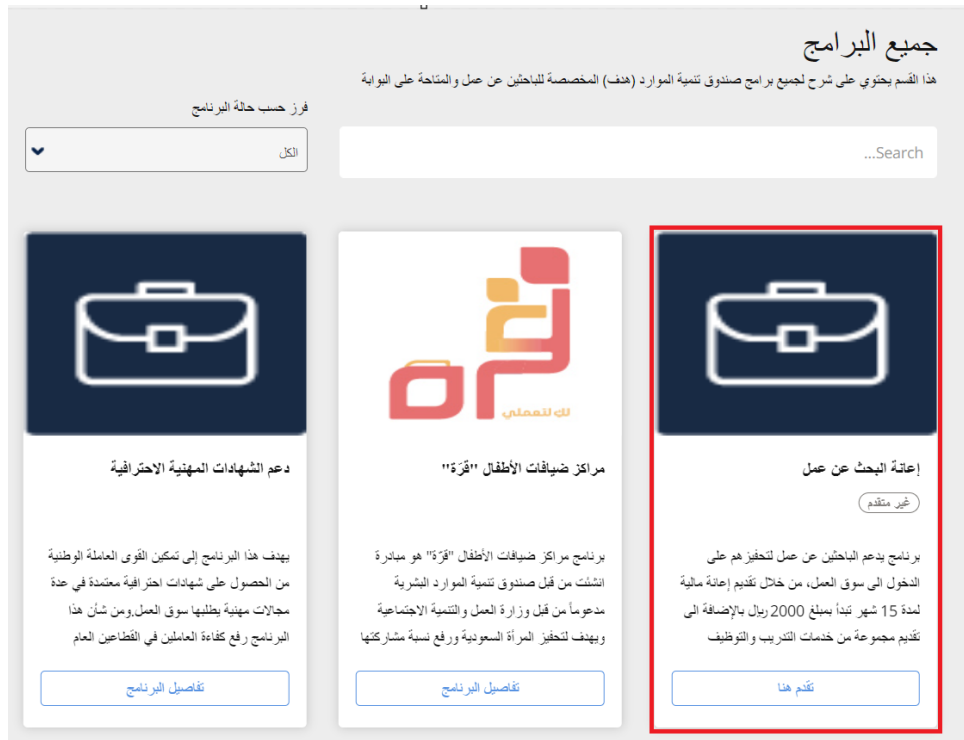 جميع البرامج
هذا القسم يحتوي على شرح لجميع برامج صندوق تنمية الموارد (هدف) المخصصة للباحثين عن عمل والمتاحة على البوابة
فرز حسب حالة البرنامج
Search...
الكل
إعانة البحث عن عمل
غير متقدم
برنامج يدعم الباحثين عن عمل لتحفيزهم على
الدخول الى سوق العمل، من خلال تقديم إعانة مالية
لمدة 15 شهر تبدأ بمبلغ 2000 ريال بالإضافة الى
تقديم مجموعة من خدمات التدريب والتوظيف
تقدم هنا
قرة
لك لتعملي
مراكز ضيافات الأطفال "قرّة"
برنامج مراكز ضيافات الأطفال "قرّة" هو مبادرة
انشئت من قبل صندوق تنمية الموارد البشرية
مدعوماً من قبل وزارة العمل والتنمية الاجتماعية
ويهدف لتحفيز المرأة السعودية ورفع نسبة مشاركتها
تفاصيل البرنامج
دعم الشهادات المهنية الاحترافية
يهدف هذا البرنامج إلى تمكين القوى العاملة الوطنية
من الحصول على شهادات احترافية معتمدة في عدة
مجالات مهنية يطلبها سوق العمل.ومن شأن هذا
البرنامج رفع كفاءة العاملين في القطاعين العام
تفاصيل البرنامج